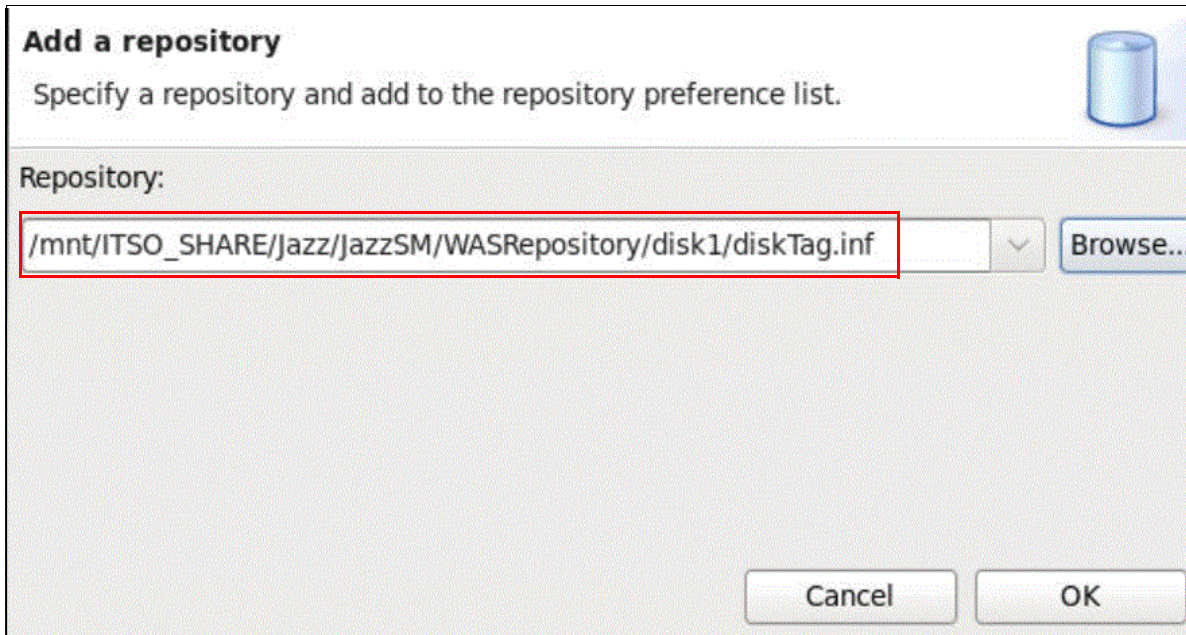 Add a repository
Specify a repository and add to the repository preference list.
Repository:
/mnt/ITSO_SHARE/Jazz/JazzSM/WASRepository/disk1/diskTag.inf
Browse...
Cancel
OK